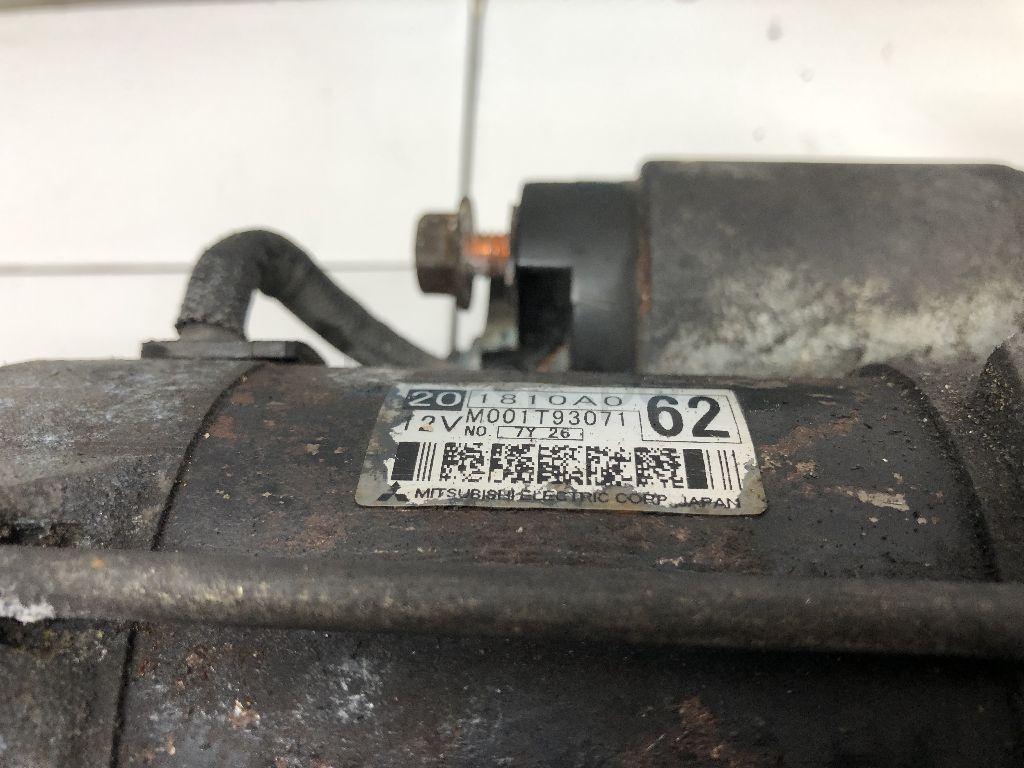 20 1810A0 62
12V M001T93071
NO. 7Y 26
MITSUBISHI ELECTRIC CORP. JAPAN